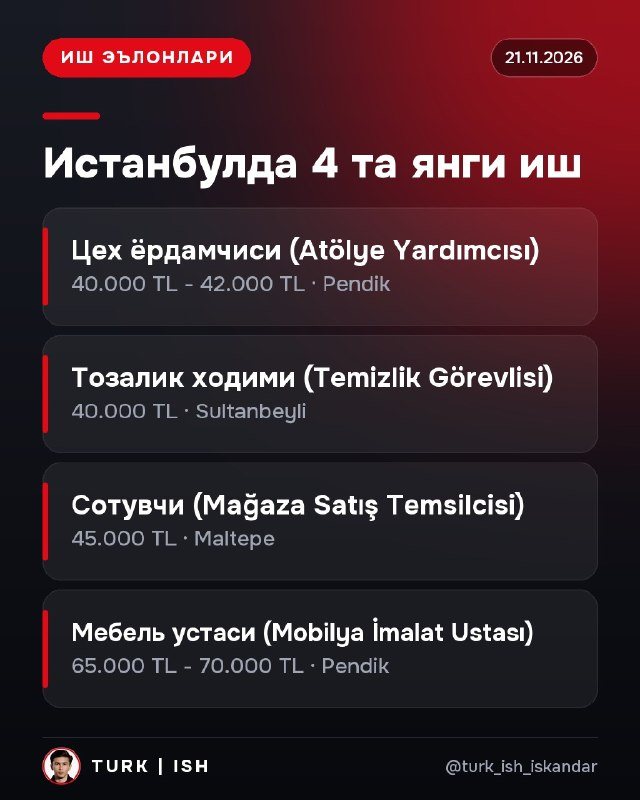 ИШ ЭЪЛОНЛАРИ
21.11.2026
Истанбулда 4 та янги иш
Цех ёрдамчиси (Atölye Yardımcısı)
40.000 TL - 42.000 TL · Pendik
Тозалик ходими (Temizlik Görevlisi)
40.000 TL · Sultanbeyli
Сотувчи (Mağaza Satış Temsilcisi)
45.000 TL · Maltepe
Мебель устаси (Mobilya İmalat Ustası)
65.000 TL - 70.000 TL · Pendik
TURK | ISH
@turk_ish_iskandar